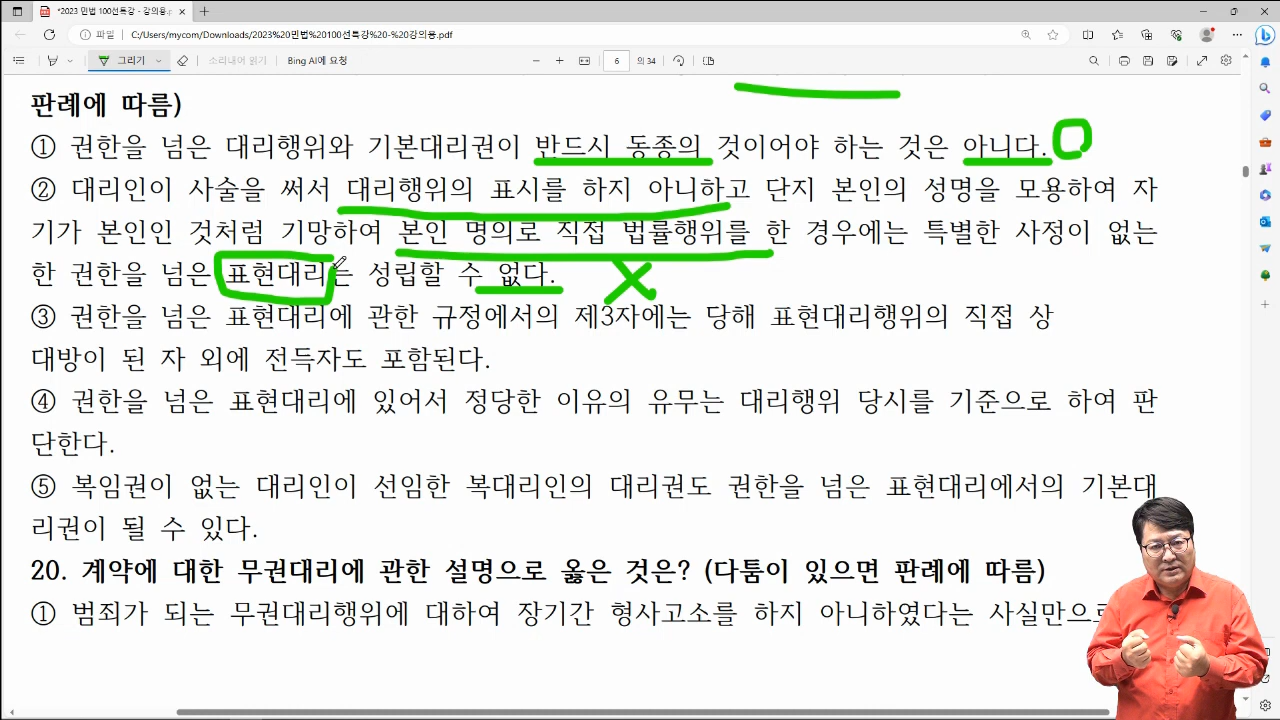 *2023 민법 100선특강 - 강의용.p
파일 C:/Users/mycom/Downloads/2023%20민법%20100선특강%20-%20강의용.pdf
그리기 소리내어 읽기 Bing AI에 요청 6 의 34
판례에 따름)
① 권한을 넘은 대리행위와 기본대리권이 반드시 동종의 것이어야 하는 것은 아니다.
② 대리인이 사술을 써서 대리행위의 표시를 하지 아니하고 단지 본인의 성명을 모용하여 자
기가 본인인 것처럼 기망하여 본인 명의로 직접 법률행위를 한 경우에는 특별한 사정이 없는
한 권한을 넘은 표현대리는 성립할 수 없다.
③ 권한을 넘은 표현대리에 관한 규정에서의 제3자에는 당해 표현대리행위의 직접 상
대방이 된 자 외에 전득자도 포함된다.
④ 권한을 넘은 표현대리에 있어서 정당한 이유의 유무는 대리행위 당시를 기준으로 하여 판
단한다.
⑤ 복임권이 없는 대리인이 선임한 복대리인의 대리권도 권한을 넘은 표현대리에서의 기본대
리권이 될 수 있다.
20. 계약에 대한 무권대리에 관한 설명으로 옳은 것은? (다툼이 있으면 판례에 따름)
① 범죄가 되는 무권대리행위에 대하여 장기간 형사고소를 하지 아니하였다는 사실만으로